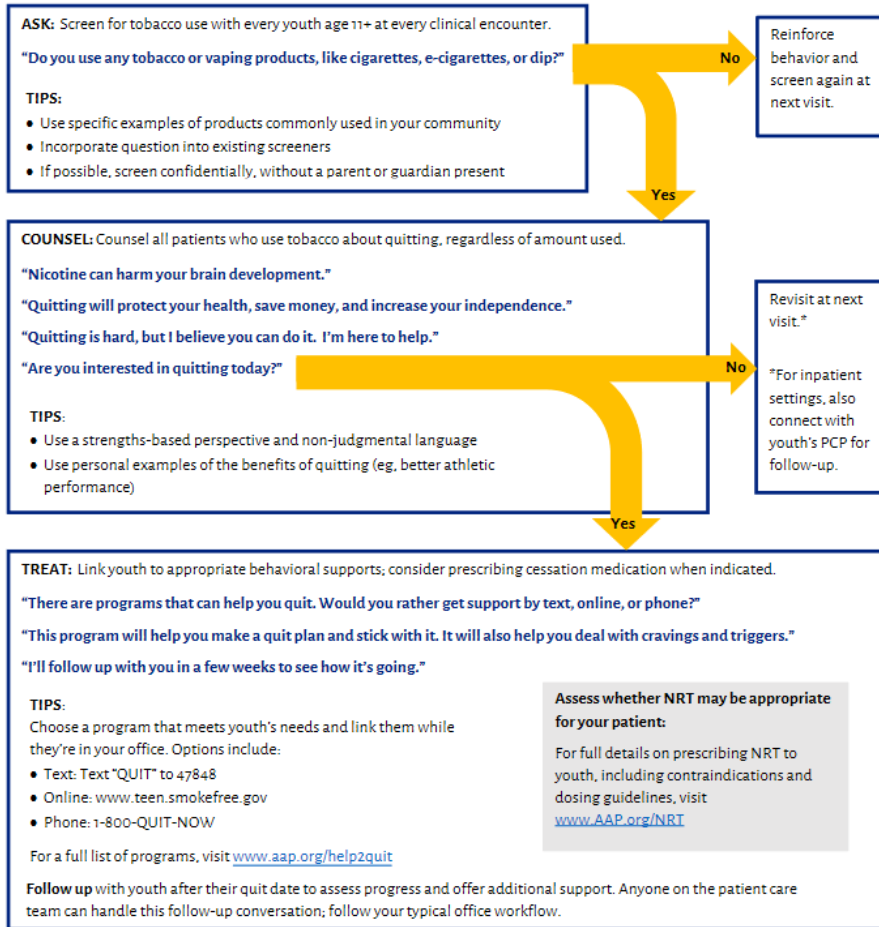 ASK: Screen for tobacco use with every youth age 11+ at every clinical encounter.
“Do you use any tobacco or vaping products, like cigarettes, e-cigarettes, or dip?”
TIPS:
• Use specific examples of products commonly used in your community
• Incorporate question into existing screeners
• If possible, screen confidentially, without a parent or guardian present
No
Reinforce
behavior and
screen again at
next visit.
Yes
COUNSEL: Counsel all patients who use tobacco about quitting, regardless of amount used.
“Nicotine can harm your brain development.”
“Quitting will protect your health, save money, and increase your independence.”
“Quitting is hard, but I believe you can do it. I’m here to help.”
“Are you interested in quitting today?”
TIPS:
• Use a strengths-based perspective and non-judgmental language
• Use personal examples of the benefits of quitting (eg, better athletic
performance)
No
Revisit at next
visit.*
*For inpatient
settings, also
connect with
youth’s PCP for
follow-up.
Yes
TREAT: Link youth to appropriate behavioral supports; consider prescribing cessation medication when indicated.
“There are programs that can help you quit. Would you rather get support by text, online, or phone?”
“This program will help you make a quit plan and stick with it. It will also help you deal with cravings and triggers.”
“I’ll follow up with you in a few weeks to see how it’s going.”
TIPS:
Choose a program that meets youth’s needs and link them while
they’re in your office. Options include:
• Text: Text “QUIT” to 47848
• Online: www.teen.smokefree.gov
• Phone: 1-800-QUIT-NOW
For a full list of programs, visit www.aap.org/help2quit
Assess whether NRT may be appropriate
for your patient:
For full details on prescribing NRT to
youth, including contraindications and
dosing guidelines, visit
www.AAP.org/NRT
Follow up with youth after their quit date to assess progress and offer additional support. Anyone on the patient care
team can handle this follow-up conversation; follow your typical office workflow.